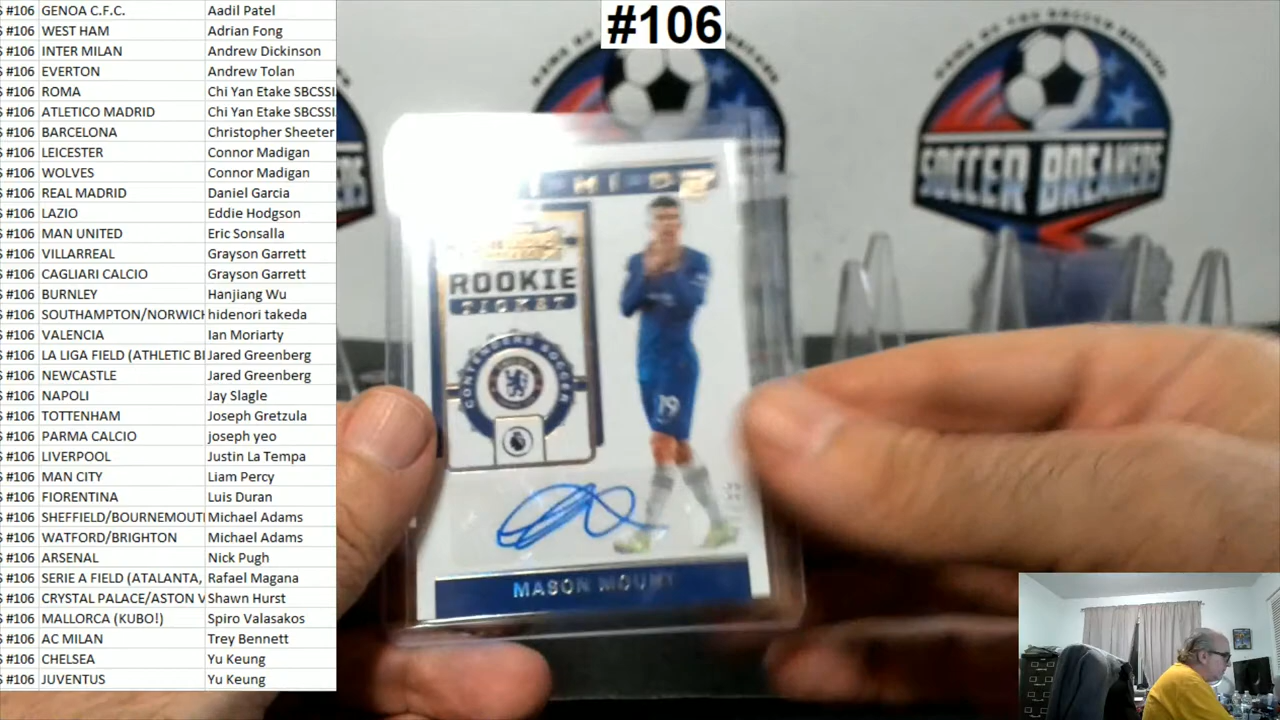 $ #106 GENOA C.F.C. Aadil Patel
$ #106 WEST HAM Adrian Fong
$ #106 INTER MILAN Andrew Dickinson
$ #106 EVERTON Andrew Tolan
$ #106 ROMA Chi Yan Etake SBCSSI
$ #106 ATLETICO MADRID Chi Yan Etake SBCSSI
$ #106 BARCELONA Christopher Sheeter
$ #106 LEICESTER Connor Madigan
$ #106 WOLVES Connor Madigan
$ #106 REAL MADRID Daniel Garcia
$ #106 LAZIO Eddie Hodgson
$ #106 MAN UNITED Eric Sonsalla
$ #106 VILLARREAL Grayson Garrett
$ #106 CAGLIARI CALCIO Grayson Garrett
$ #106 BURNLEY Hanjiang Wu
$ #106 SOUTHAMPTON/NORWICH hidenori takeda
$ #106 VALENCIA Ian Moriarty
$ #106 LA LIGA FIELD (ATHLETIC BI Jared Greenberg
$ #106 NEWCASTLE Jared Greenberg
$ #106 NAPOLI Jay Slagle
$ #106 TOTTENHAM Joseph Gretzula
$ #106 PARMA CALCIO joseph yeo
$ #106 LIVERPOOL Justin La Tempa
$ #106 MAN CITY Liam Percy
$ #106 FIORENTINA Luis Duran
$ #106 SHEFFIELD/BOURNEMOUT Michael Adams
$ #106 WATFORD/BRIGHTON Michael Adams
$ #106 ARSENAL Nick Pugh
$ #106 SERIE A FIELD (ATALANTA, Rafael Magana
$ #106 CRYSTAL PALACE/ASTON V Shawn Hurst
$ #106 MALLORCA (KUBO!) Spiro Valasakos
$ #106 AC MILAN Trey Bennett
$ #106 CHELSEA Yu Keung
$ #106 JUVENTUS Yu Keung
#106
SOCCER BREAKERS
ROOKIE
TICKET
CONTENDERS SOCCER
19
MASON MOUNT